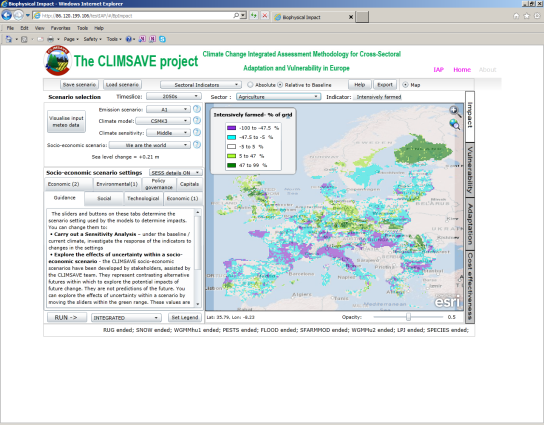 Biophysical Impact - Windows Internet Explorer
http://86.120.199.106/
Biophysical Impact
File Edit View Favorites Tools Help
Page Safety Tools
The CLIMSAVE project
Climate Change Integrated Assessment Methodology for Cross-Sectoral
Adaptation and Vulnerability in Europe
IAP Home About
Save scenario Load scenario Sectoral Indicators Absolute Relative to Baseline Help Export Map
Scenario selection Timeslice: 2050s Sector : Agriculture Indicator: Intensively formed
Visualise input meteo data
Emission scenario: A1
Climate model: CSMK3
Climate sensitivity: Middle
Socio-economic scenario: We are the world
Sea level change = +0.21 m
Intensively formed- % of grid
-100 to -47.5 %
-47.5 to -5 %
-5 to 5 %
5 to 47 %
47 to 99 %
Socio-economic scenario settings SESS details ON
Economic (2) Environmental(1) Policy governance Capitals
Guidance Social Technological Economic (1)
The sliders and buttons on these tabs determine the
scenario setting used by the models to determine impacts.
You can change them to:
• Carry out a Sensitivity Analysis - under the baseline /
current climate, investigate the response of the indicators to
changes in the settings
• Explore the effects of uncertainty within a socio-
economic scenario - the CLIMSAVE socio-economic
scenarios have been developed by stakeholders, assisted by
the CLIMSAVE team. They represent contrasting alternative
futures within which to explore the potential impacts of
future change. They are not predictions of the future. You
can explore the effects of uncertainty within a scenario by
moving the sliders within the green range. These values are
Impact
Vulnerability
Adaptation
Cost effectiveness
esri
RUN -> INTEGRATED Set Legend
Lat: 35.79, Lon: -8.23 Opacity: 0.5
RUG ended; SNOW ended; WGMMhu1 ended; PESTS ended; FLOOD ended; SFARMMOD ended; WGMMu2 ended; LPI ended; SPECIES ended;